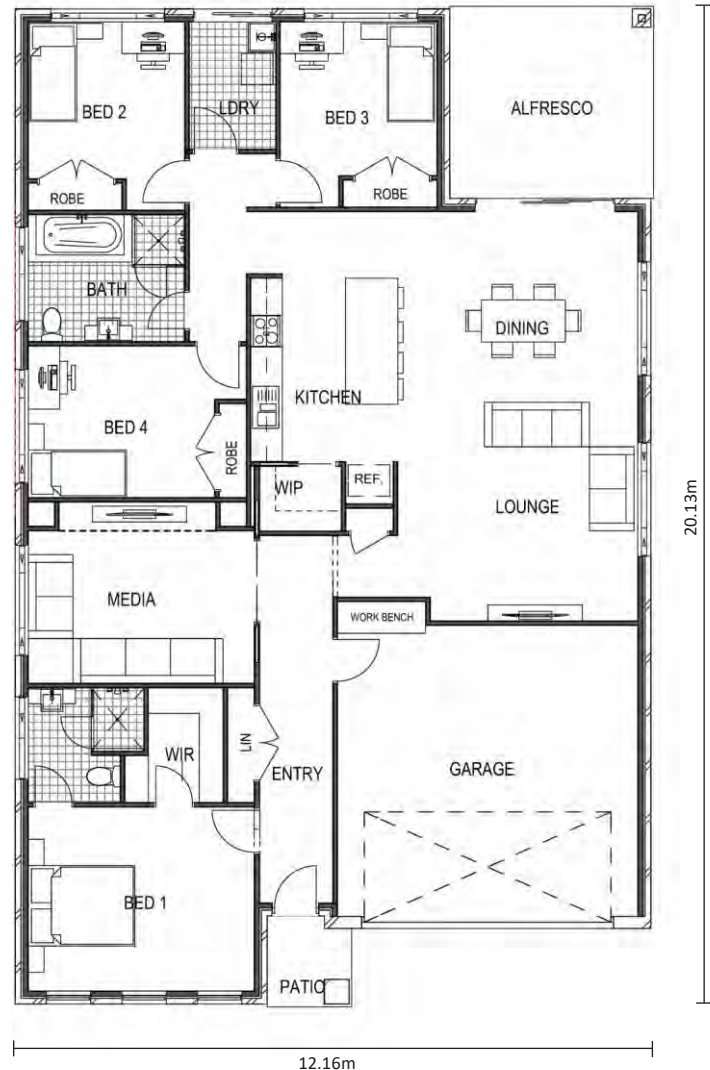 BED 2
LDRY
BED 3
ALFRESCO
ROBE
ROBE
BATH
DINING
KITCHEN
BED 4
ROBE
WIP
REF.
LOUNGE
20.13m
MEDIA
WORK BENCH
LIN
WIR
ENTRY
GARAGE
BED 1
PATIO
12.16m